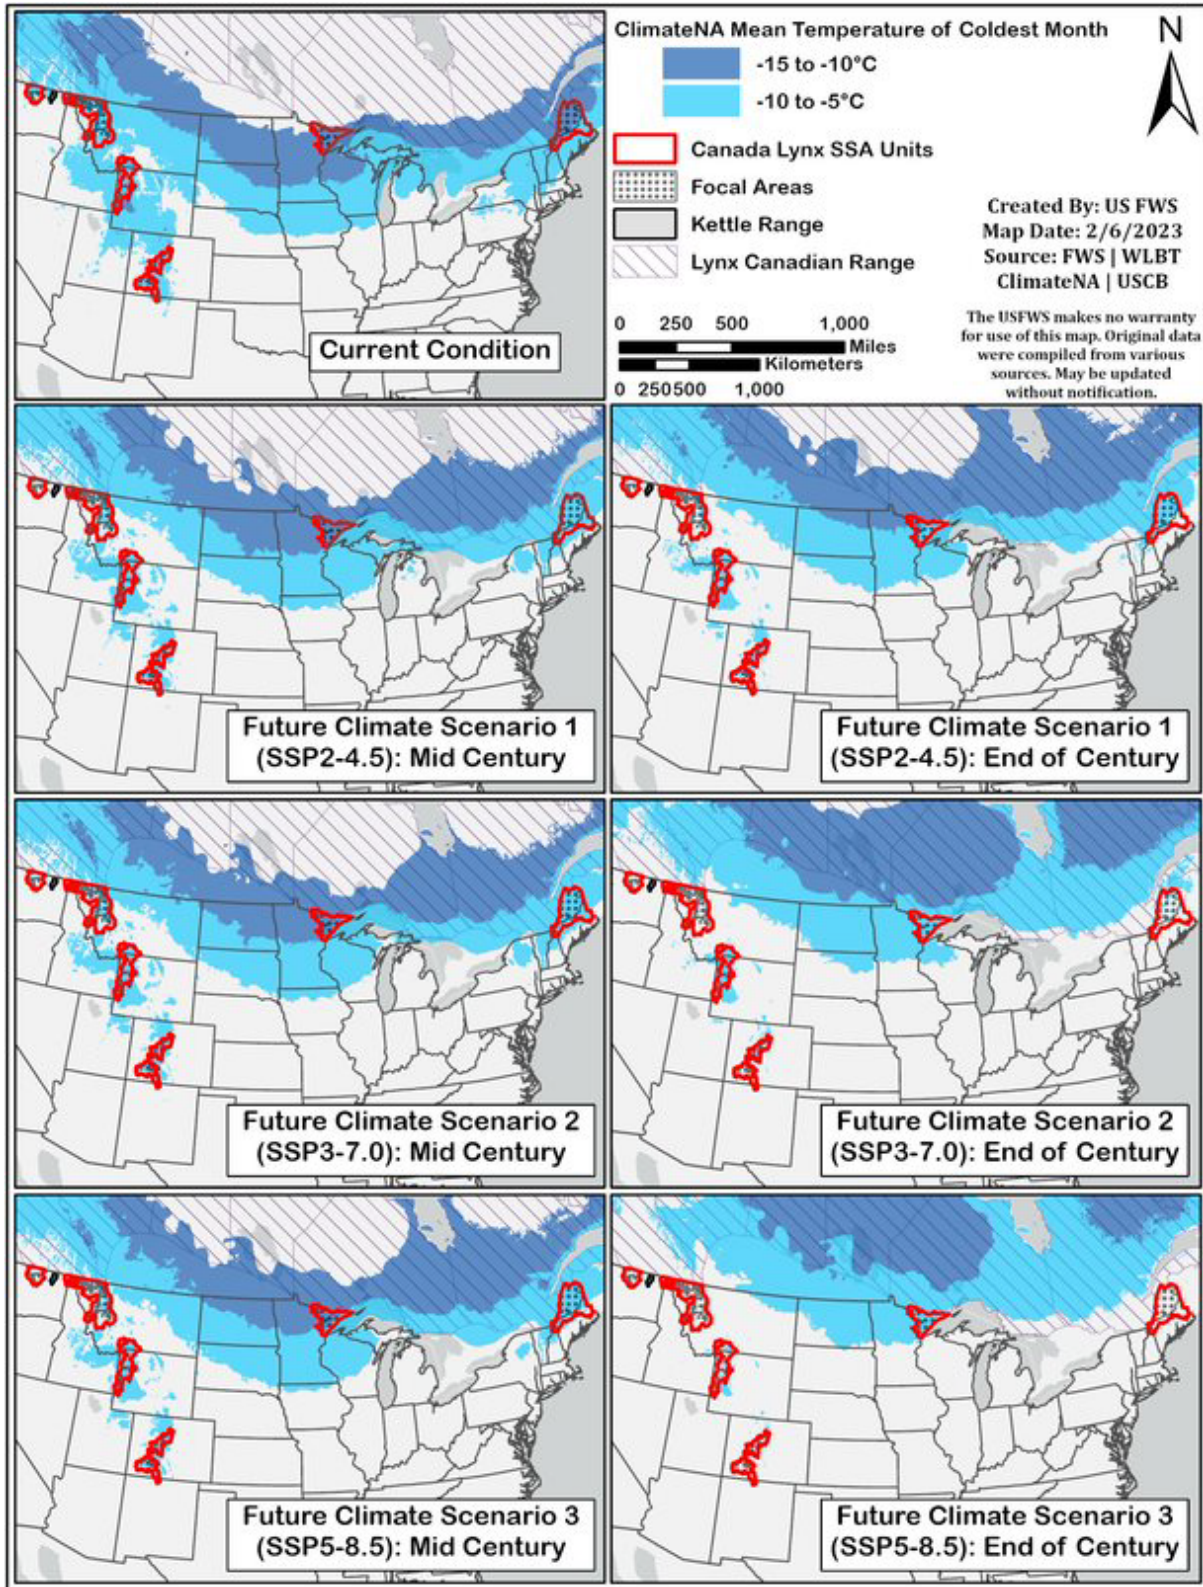 ClimateNA Mean Temperature of Coldest Month
-15 to -10°C
-10 to -5°C
Canada Lynx SSA Units
Focal Areas
Kettle Range
Lynx Canadian Range
N
Created By: US FWS
Map Date: 2/6/2023
Source: FWS | WLBT
ClimateNA | USCB
The USFWS makes no warranty
for use of this map. Original data
were compiled from various
sources. May be updated
without notification.
0 250 500 1,000
Miles
Kilometers
0 250500 1,000
Current Condition
Future Climate Scenario 1
(SSP2-4.5): Mid Century
Future Climate Scenario 1
(SSP2-4.5): End of Century
Future Climate Scenario 2
(SSP3-7.0): Mid Century
Future Climate Scenario 2
(SSP3-7.0): End of Century
Future Climate Scenario 3
(SSP5-8.5): Mid Century
Future Climate Scenario 3
(SSP5-8.5): End of Century